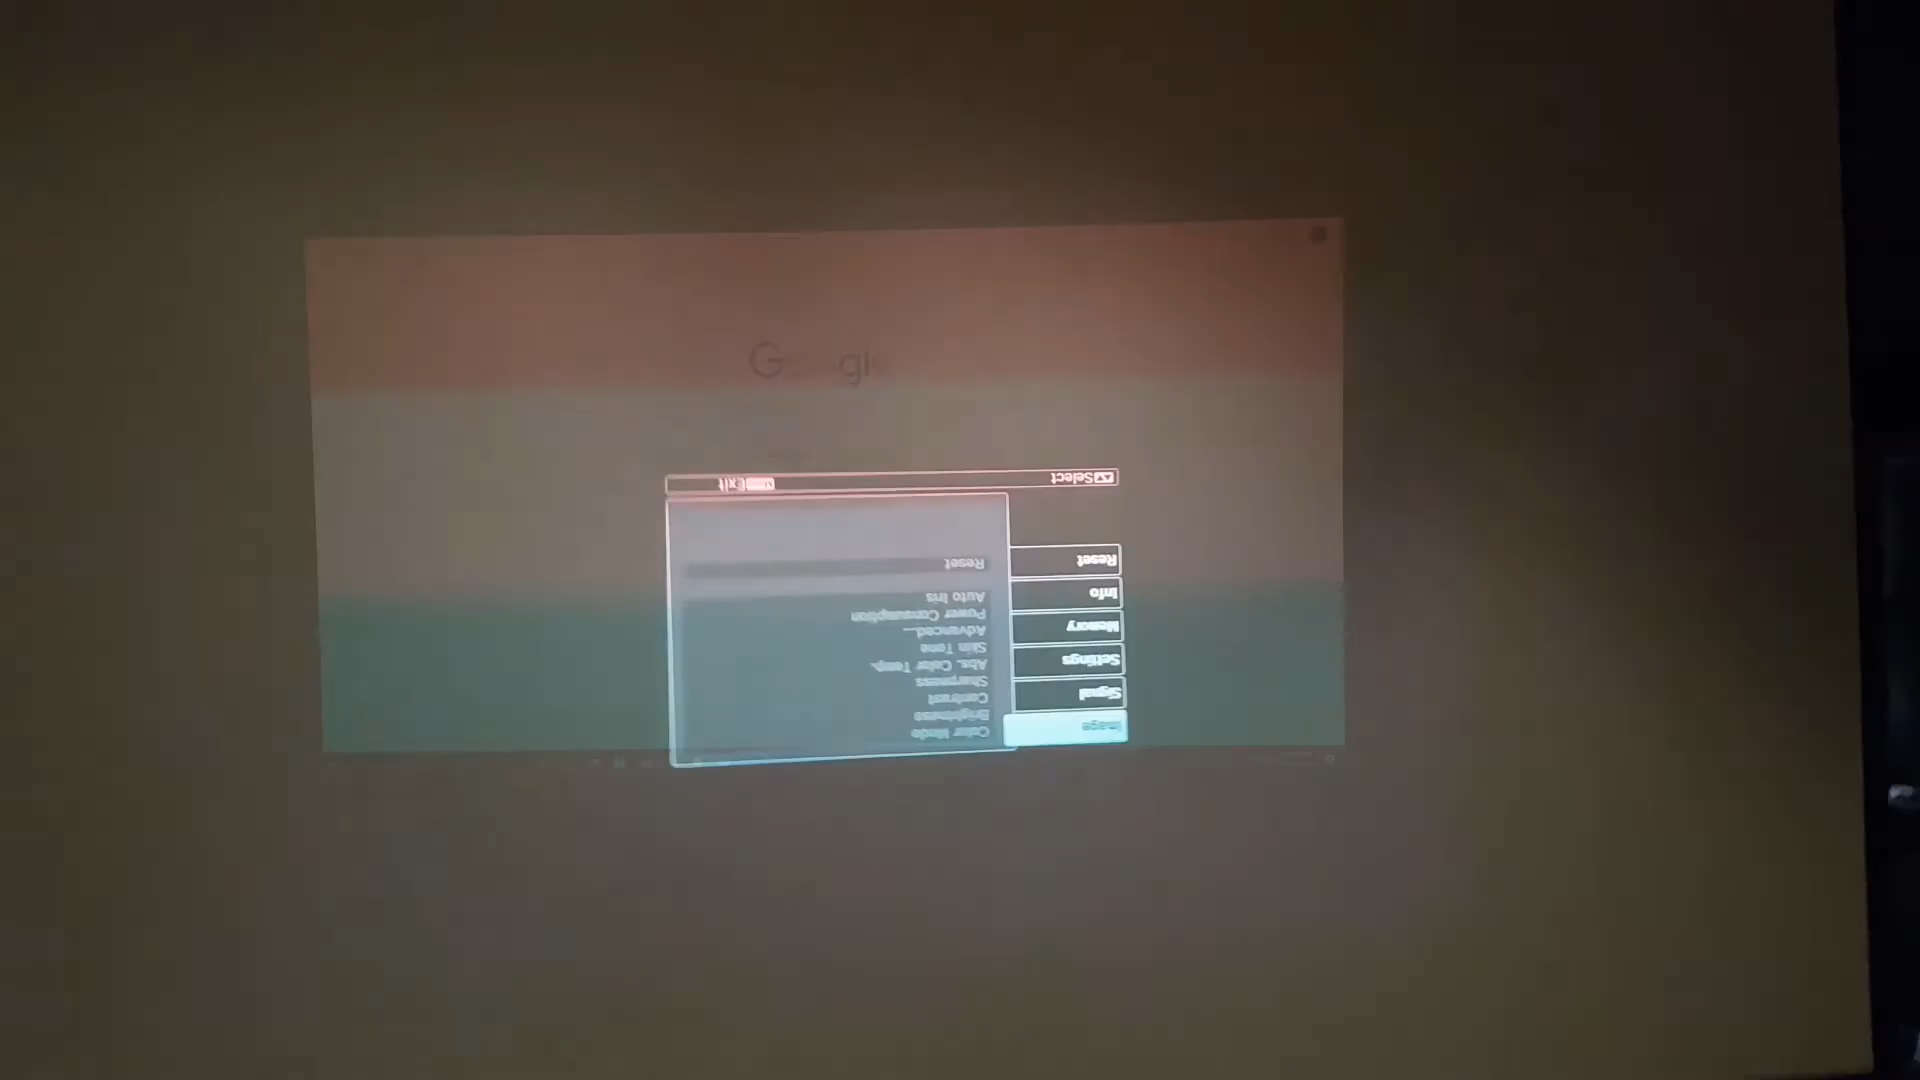 Google
Image
Signal
Settings
Memory
Info
Reset
Color Mode
Brightness
Contrast
Sharpness
Abs. Color Temp.
Skin Tone
Advanced...
Power Consumption
Auto Iris
Reset
Select
Menu Exit